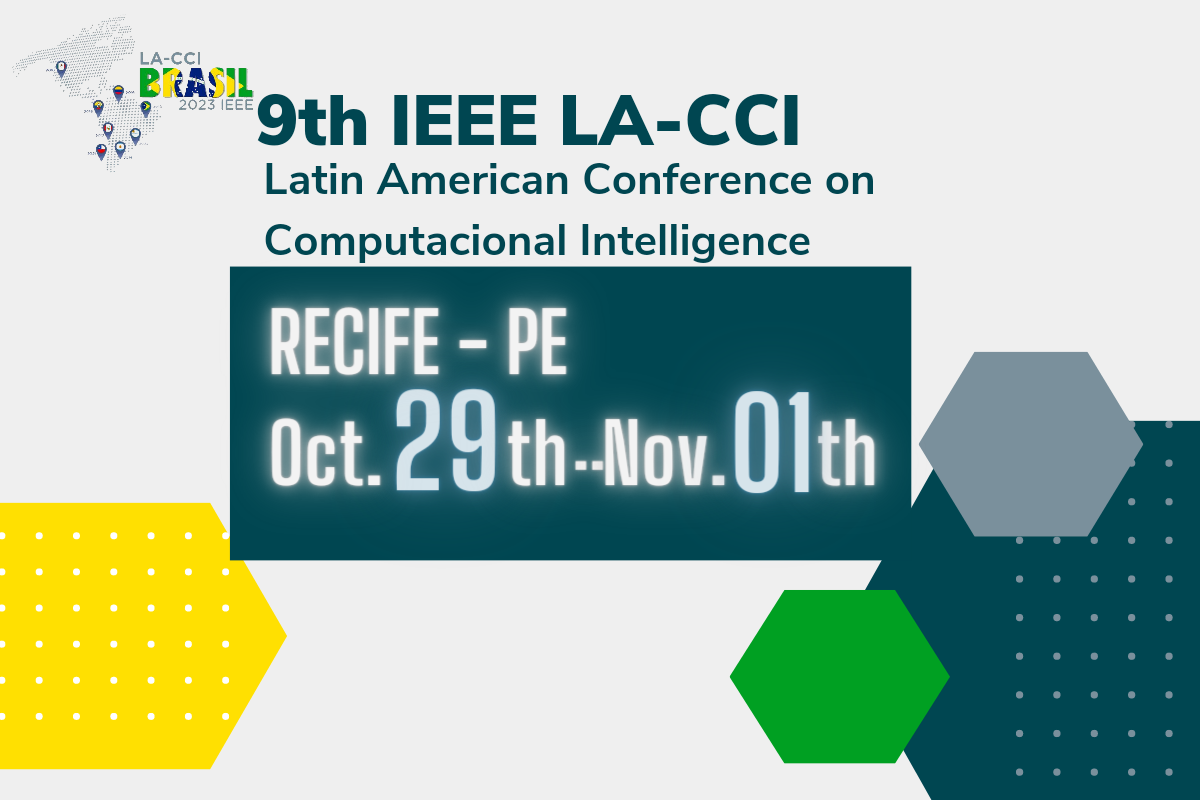 LA-CCI
BRASIL
2023 IEEE
9th IEEE LA-CCI
Latin American Conference on
Computacional Intelligence
RECIFE - PE
Oct. 29th--Nov.01th